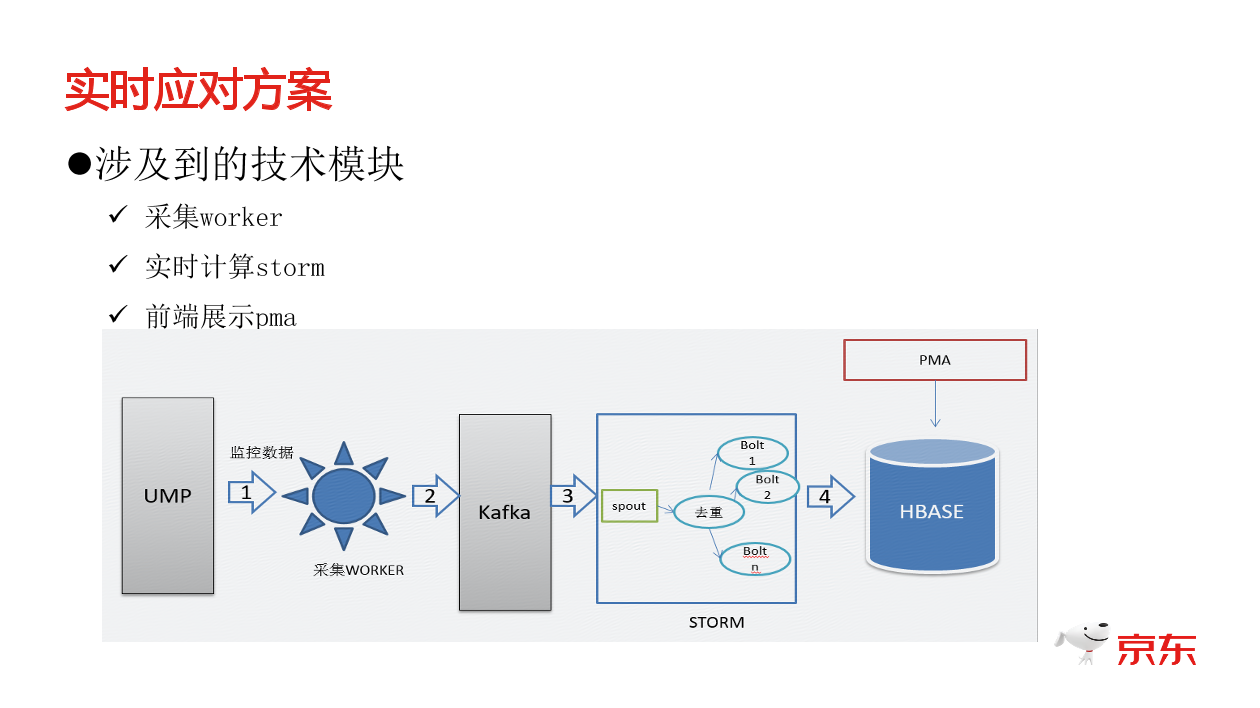 实时应对方案
●涉及到的技术模块
✓ 采集worker
✓ 实时计算storm
✓ 前端展示pma
PMA
UMP
监控数据
1
采集WORKER
2
Kafka
3
spout
去重
Bolt
1
Bolt
2
Bolt
n
STORM
4
HBASE
京东